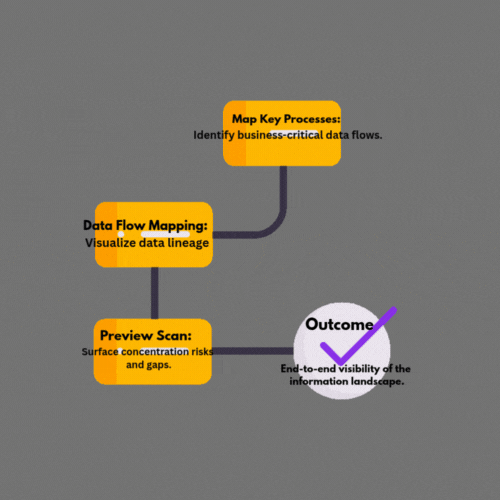 Map Key Processes:
Identify business-critical data flows.
Data Flow Mapping:
Visualize data lineage
Preview Scan:
Surface concentration risks
and gaps.
Outcome
End-to-end visibility of the
information landscape.